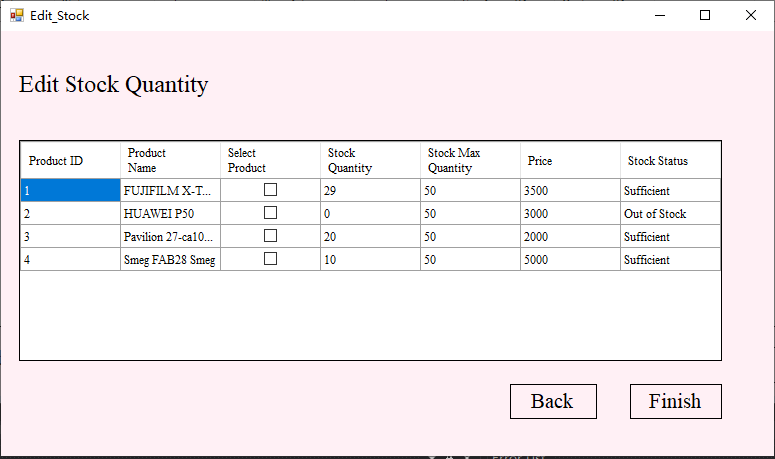 Edit_Stock
Edit Stock Quantity
Product ID Product Name Select Product Stock Quantity Stock Max Quantity Price Stock Status
1 FUJIFILM X-T... 29 50 3500 Sufficient
2 HUAWEI P50 0 50 3000 Out of Stock
3 Pavilion 27-ca10... 20 50 2000 Sufficient
4 Smeg FAB28 Smeg 10 50 5000 Sufficient
Back Finish